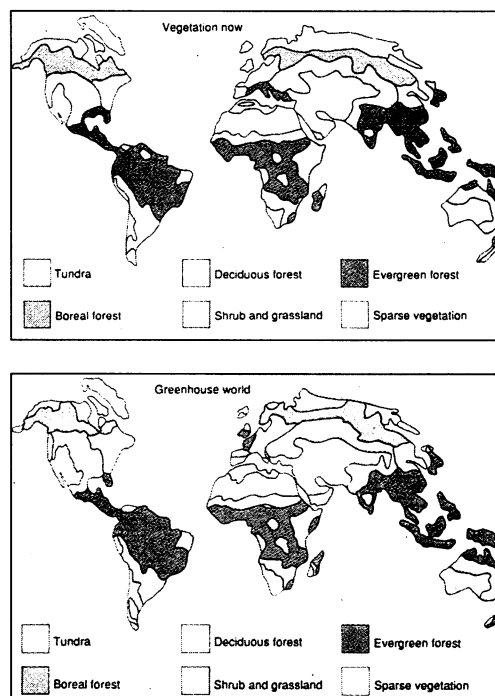 Vegetation now
Tundra
Deciduous forest
Evergreen forest
Boreal forest
Shrub and grassland
Sparse vegetation
Greenhouse world
Tundra
Deciduous forest
Evergreen forest
Boreal forest
Shrub and grassland
Sparse vegetation